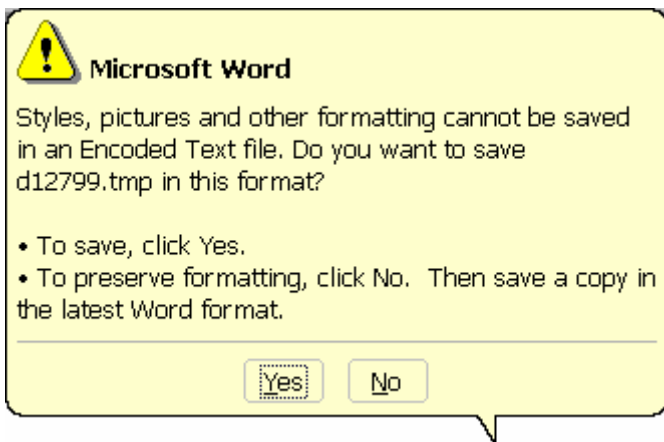 Microsoft Word
Styles, pictures and other formatting cannot be saved
in an Encoded Text file. Do you want to save
d12799.tmp in this format?
• To save, click Yes.
• To preserve formatting, click No.  Then save a copy in
the latest Word format.
Yes No